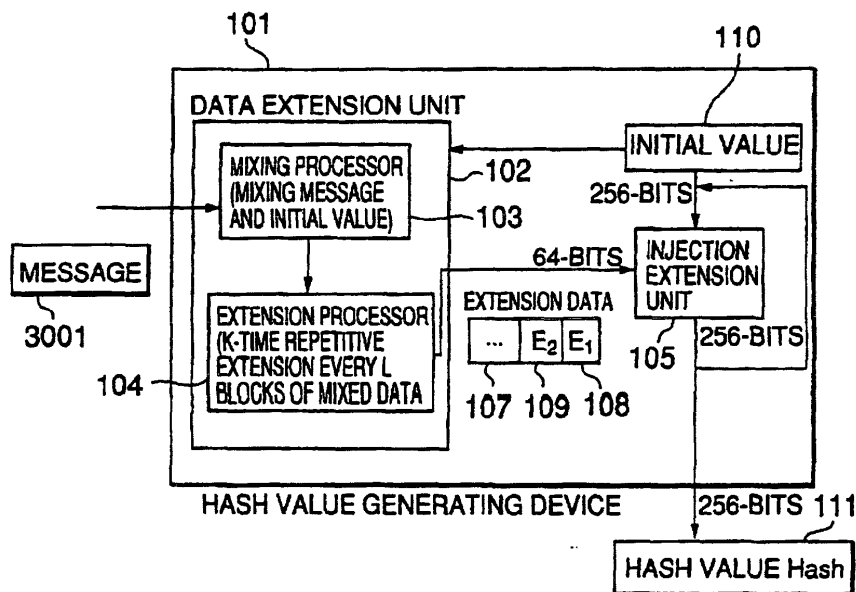 101
110
DATA EXTENSION UNIT
INITIAL VALUE
MIXING PROCESSOR
(MIXING MESSAGE
AND INITIAL VALUE)
102
103
256-BITS
MESSAGE
3001
64-BITS
INJECTION
EXTENSION
UNIT
EXTENSION PROCESSOR
(K-TIME REPETITIVE
EXTENSION EVERY L
BLOCKS OF MIXED DATA
104
EXTENSION DATA
... E₂ E₁
107 109 108
105
256-BITS
HASH VALUE GENERATING DEVICE
256-BITS
111
HASH VALUE Hash